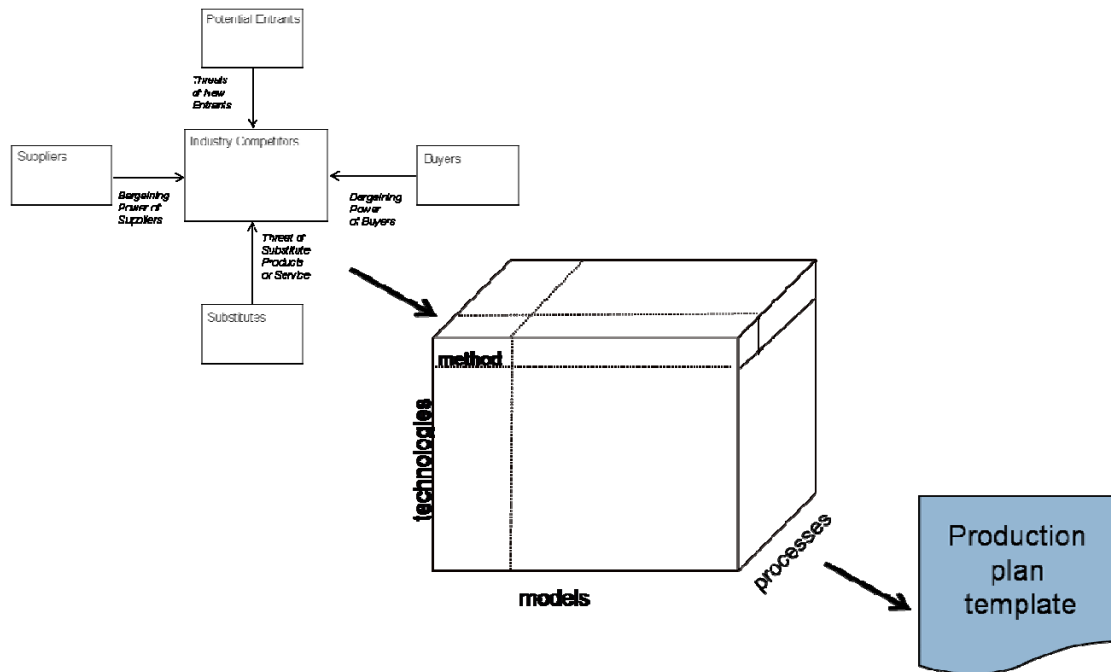 Potential Entrants
Threats
of New
Entrants
Industry Competitors
Suppliers
Buyers
Bargaining
Power of
Suppliers
Bargaining
Power
of Buyers
Threat of
Substitute
Products
or Service
Substitutes
method
technologies
models
processes
Production
plan
template